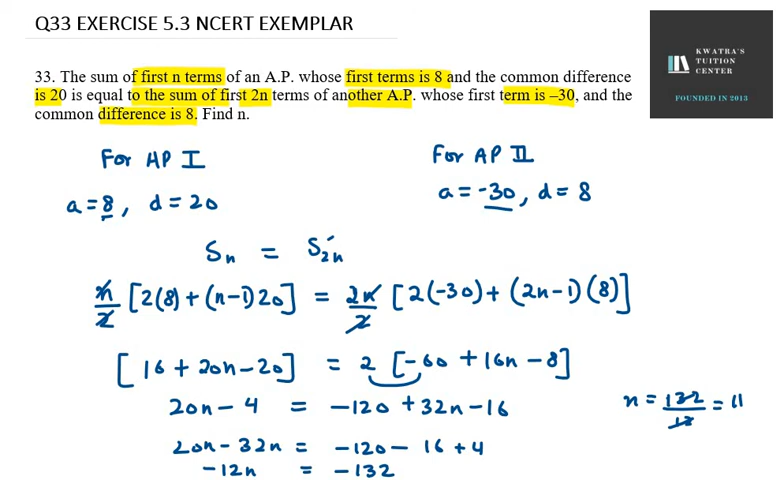 Q33 EXERCISE 5.3 NCERT EXEMPLAR
KWATRA'S
TUITION
CENTER
FOUNDED IN 2013
33. The sum of first n terms of an A.P. whose first terms is 8 and the common difference
is 20 is equal to the sum of first 2n terms of another A.P. whose first term is –30, and the
common difference is 8. Find n.
For AP I
For AP II
a = 8, d = 20
a = -30, d = 8
Sn = S'2n
n/2 [2(8) + (n-1)20] = 2n/2 [2(-30) + (2n-1)(8)]
[16 + 20n - 20] = 2 [-60 + 16n - 8]
20n - 4 = -120 + 32n - 16
n = 132/12 = 11
20n - 32n = -120 - 16 + 4
-12n = -132